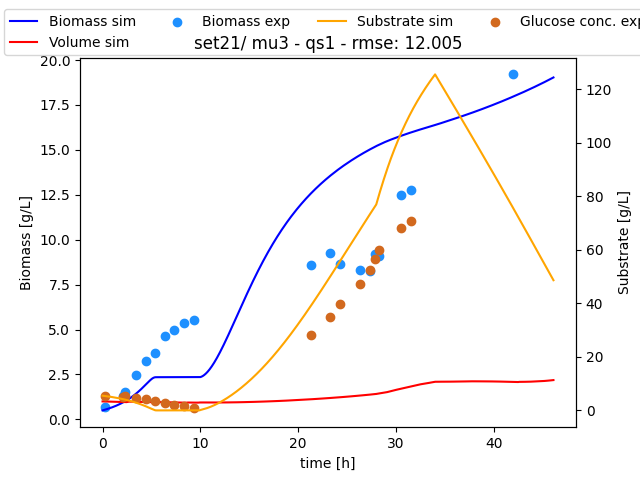 Biomass sim Biomass exp Substrate sim Glucose conc. exp
Volume sim
set21/ mu3 - qs1 - rmse: 12.005
20.0
17.5
15.0
12.5
10.0
7.5
5.0
2.5
0.0
Biomass [g/L]
120
100
80
60
40
20
0
Substrate [g/L]
0 10 20 30 40
time [h]